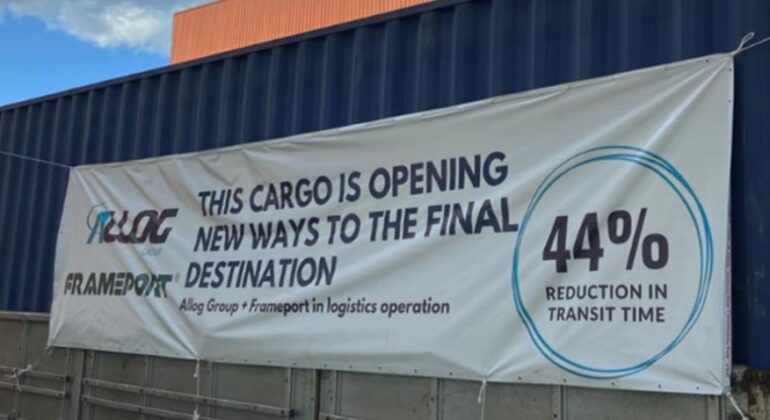 ALLOG
GROUP
FRAMEPORT®
THIS CARGO IS OPENING
NEW WAYS TO THE FINAL
DESTINATION
Allog Group + Frameport in logistics operation
44%
REDUCTION IN
TRANSIT TIME